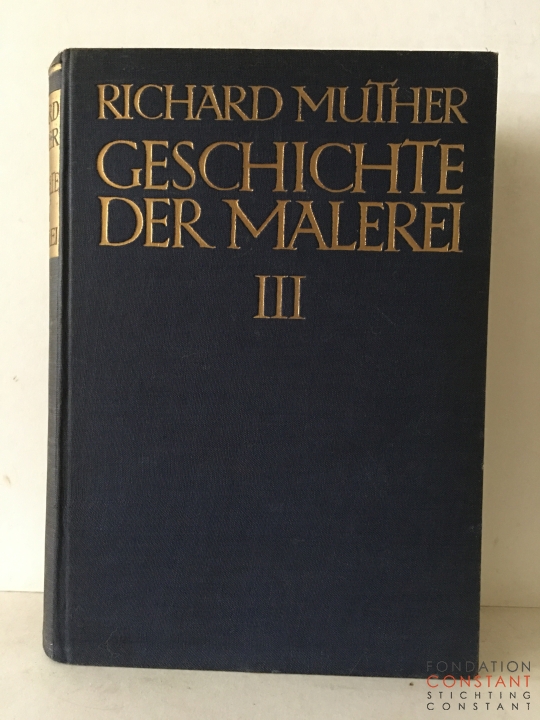 RICHARD MUTHER
GESCHICHTE
DER MALEREI
III
FONDATION
CONSTANT
STICHTING
CONSTANT